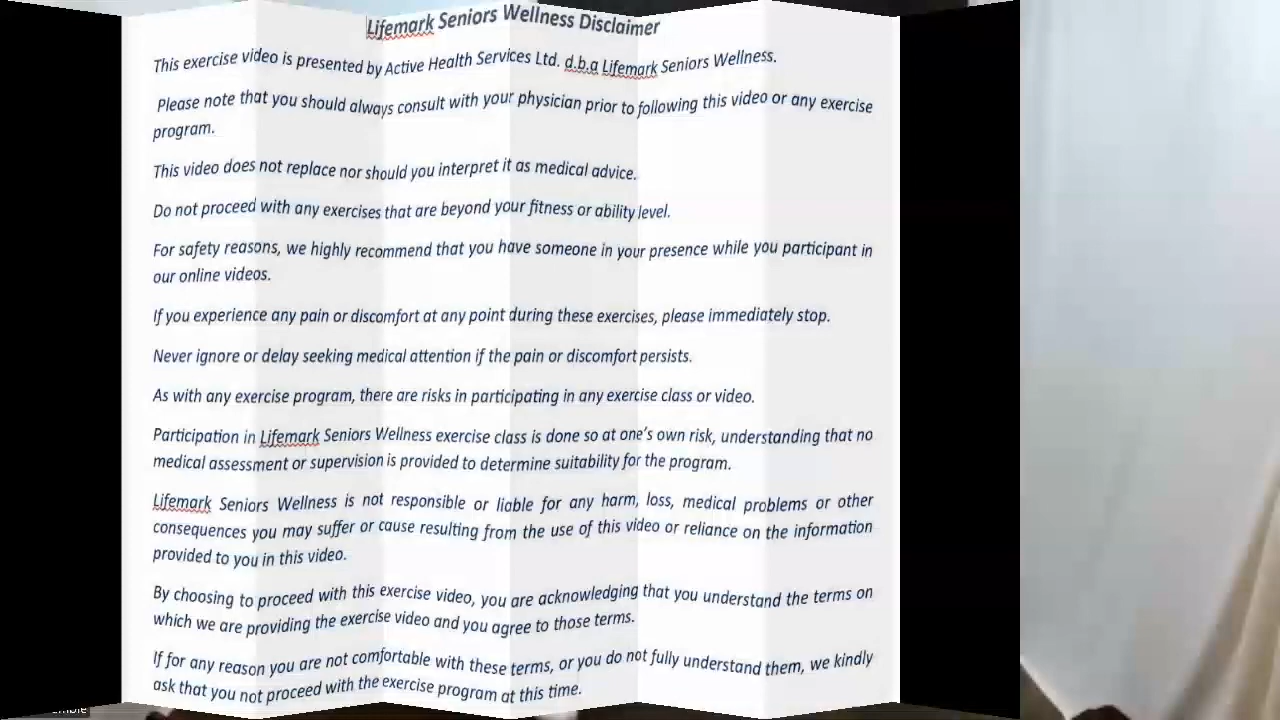 Lifemark Seniors Wellness Disclaimer
This exercise video is presented by Active Health Services Ltd. d.b.a Lifemark Seniors Wellness.
Please note that you should always consult with your physician prior to following this video or any exercise
program.
This video does not replace nor should you interpret it as medical advice.
Do not proceed with any exercises that are beyond your fitness or ability level.
For safety reasons, we highly recommend that you have someone in your presence while you participant in
our online videos.
If you experience any pain or discomfort at any point during these exercises, please immediately stop.
Never ignore or delay seeking medical attention if the pain or discomfort persists.
As with any exercise program, there are risks in participating in any exercise class or video.
Participation in Lifemark Seniors Wellness exercise class is done so at one’s own risk, understanding that no
medical assessment or supervision is provided to determine suitability for the program.
Lifemark Seniors Wellness is not responsible or liable for any harm, loss, medical problems or other
consequences you may suffer or cause resulting from the use of this video or reliance on the information
provided to you in this video.
By choosing to proceed with this exercise video, you are acknowledging that you understand the terms on
which we are providing the exercise video and you agree to those terms.
If for any reason you are not comfortable with these terms, or you do not fully understand them, we kindly
ask that you not proceed with the exercise program at this time.